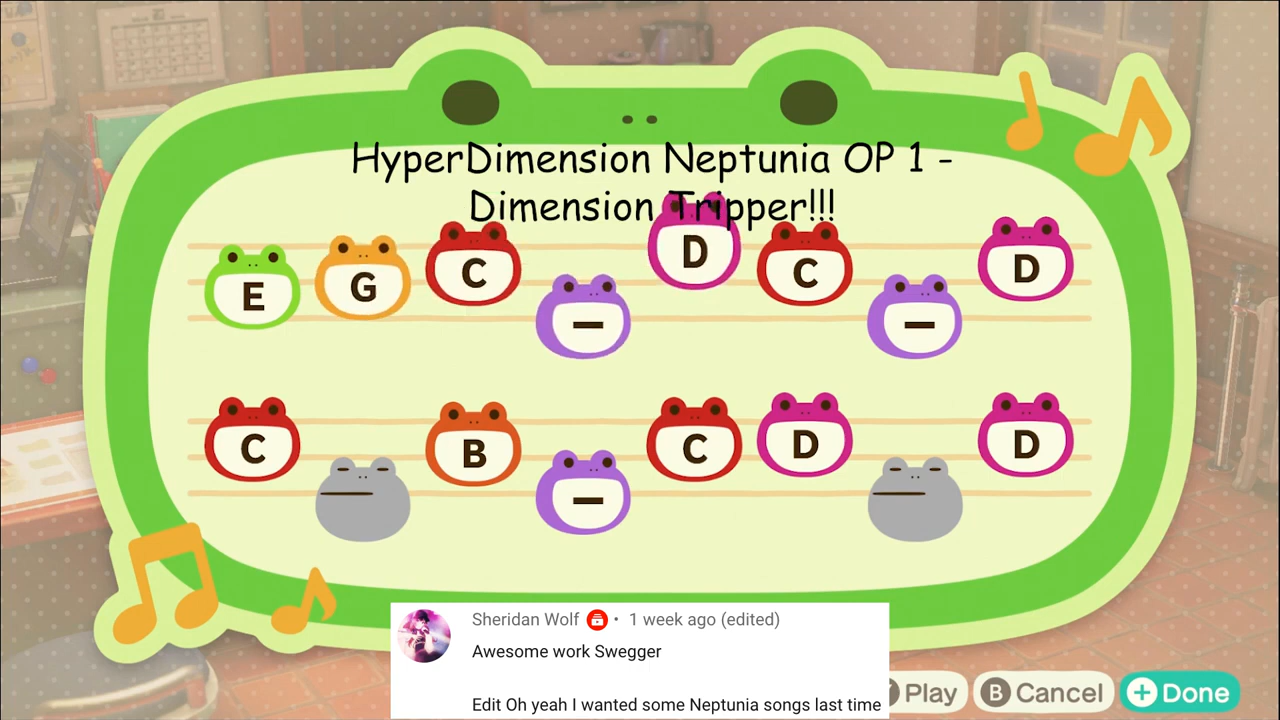 HyperDimension Neptunia OP 1 -
Dimension Tripper!!!
E G C – D C – D
C B – C D D
Sheridan Wolf • 1 week ago (edited)
Awesome work Swegger
Edit Oh yeah I wanted some Neptunia songs last time
Play B Cancel + Done